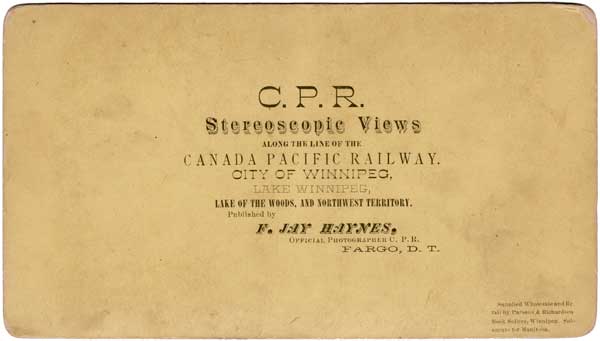 C. P. R.
Stereoscopic Views
ALONG THE LINE OF THE
CANADA PACIFIC RAILWAY.
CITY OF WINNIPEG,
LAKE WINNIPEG,
LAKE OF THE WOODS, AND NORTHWEST TERRITORY.
Published by
F. JAY HAYNES,
OFFICIAL PHOTOGRAPHER C. P. R.
FARGO, D. T.
Supplied Wholesale and Re
tail by Parsons & Richardson
Book Sellers, Winnipeg. Sole
agents for Manitoba.